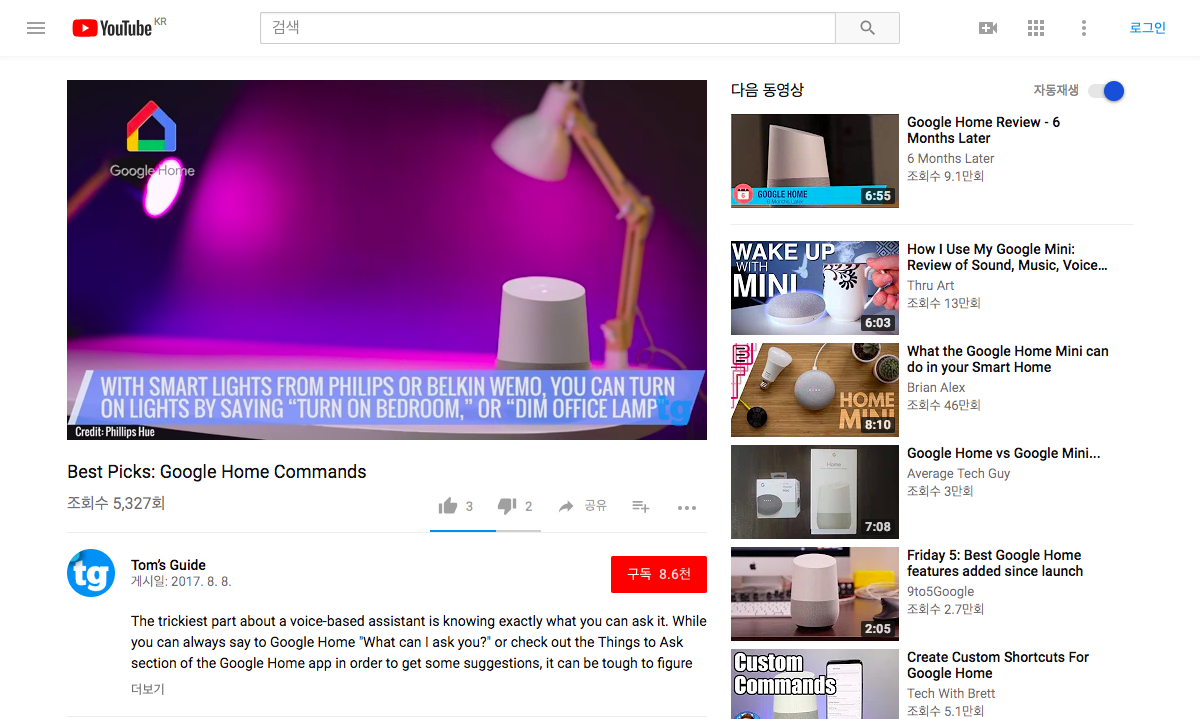 YouTube KR
검색
로그인
Google Home
WITH SMART LIGHTS FROM PHILIPS OR BELKIN WEMO, YOU CAN TURN
ON LIGHTS BY SAYING “TURN ON BEDROOM,” OR “DIM OFFICE LAMP
tg
Credit: Phillips Hue
Best Picks: Google Home Commands
조회수 5,327회
3
2
공유
tg
Tom’s Guide
게시일: 2017. 8. 8.
구독 8.6천
The trickiest part about a voice-based assistant is knowing exactly what you can ask it. While
you can always say to Google Home "What can I ask you?" or check out the Things to Ask
section of the Google Home app in order to get some suggestions, it can be tough to figure
더보기
다음 동영상
자동재생
GOOGLE HOME
6 Months Later
6:55
Google Home Review - 6
Months Later
6 Months Later
조회수 9.1만회
WAKE UP
WITH
MINI
6:03
How I Use My Google Mini:
Review of Sound, Music, Voice...
Thru Art
조회수 13만회
HOME
MINI
8:10
What the Google Home Mini can
do in your Smart Home
Brian Alex
조회수 46만회
7:08
Google Home vs Google Mini...
Average Tech Guy
조회수 3만회
2:05
Friday 5: Best Google Home
features added since launch
9to5Google
조회수 2.7만회
Custom
Commands
Create Custom Shortcuts For
Google Home
Tech With Brett
조회수 5.1만회